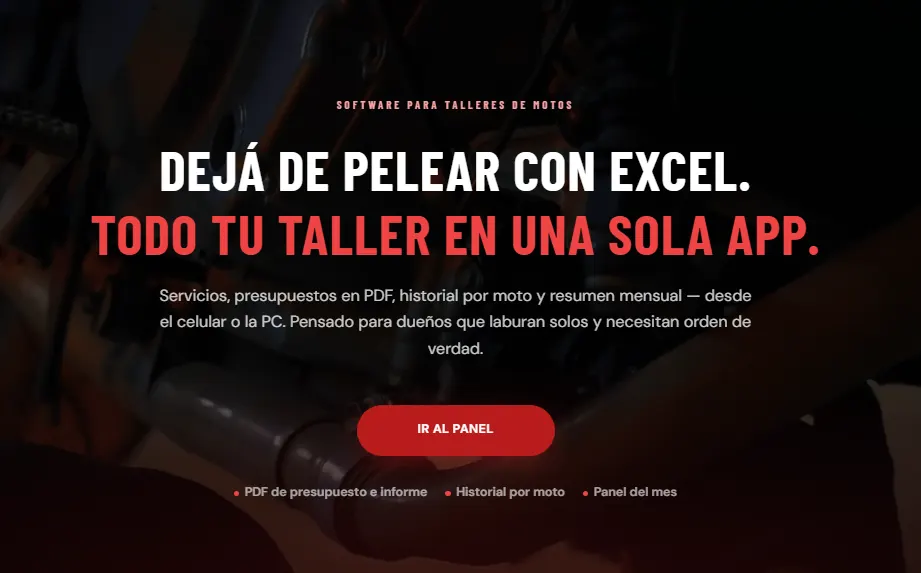 SOFTWARE PARA TALLERES DE MOTOS
DEJÁ DE PELEAR CON EXCEL.
TODO TU TALLER EN UNA SOLA APP.
Servicios, presupuestos en PDF, historial por moto y resumen mensual — desde
el celular o la PC. Pensado para dueños que laburan solos y necesitan orden de
verdad.
IR AL PANEL
PDF de presupuesto e informe
Historial por moto
Panel del mes